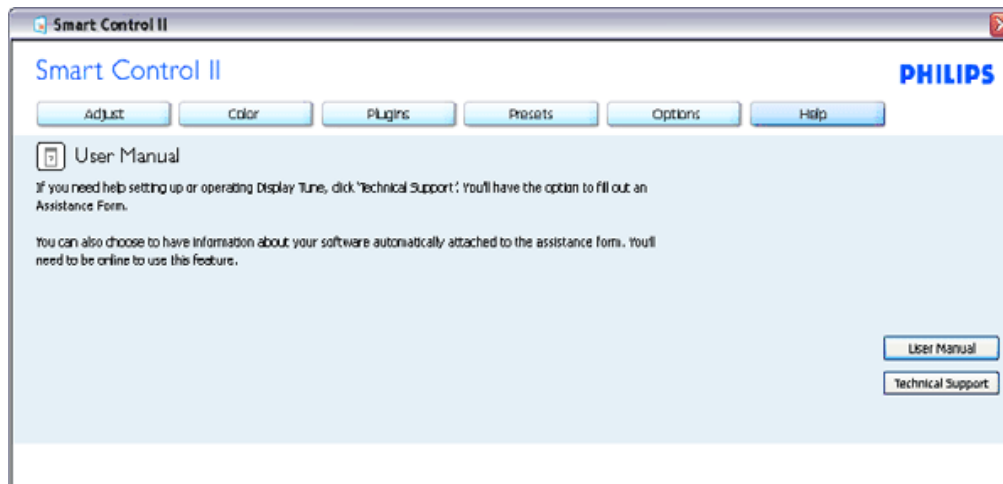 Smart Control II
Smart Control II
PHILIPS
Adjust Color Plugins Presets Options Help
User Manual
If you need help setting up or operating Display Tune, click 'Technical Support'. You'll have the option to fill out an
Assistance Form.
You can also choose to have information about your software automatically attached to the assistance form. You'll
need to be online to use this feature.
User Manual
Technical Support